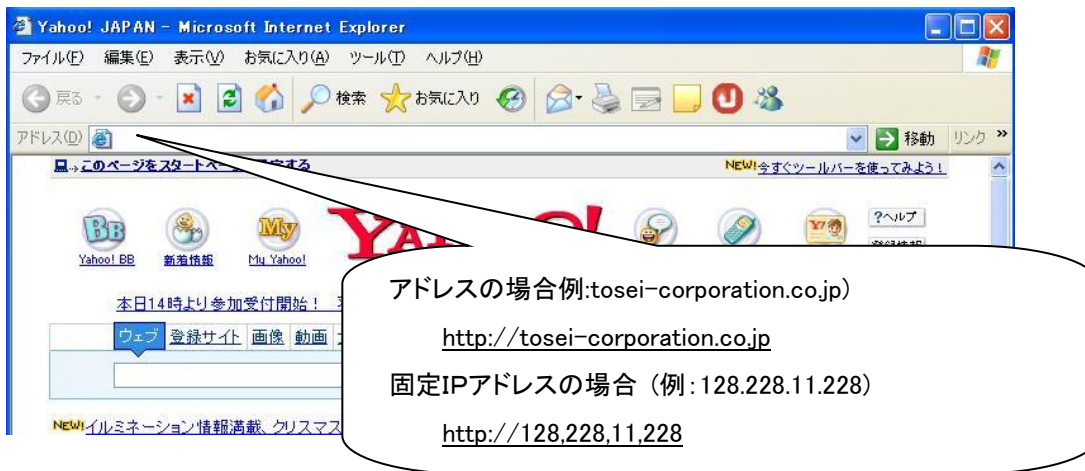 Yahoo! JAPAN - Microsoft Internet Explorer
ファイル(F) 編集(E) 表示(V) お気に入り(A) ツール(T) ヘルプ(H)
戻る 検索 お気に入り
アドレス(D) 移動 リンク »
このページをスタートペー
NEW!今すぐツールバーを使ってみよう!
Yahoo! BB 新着情報 My Yahoo! ?ヘルプ
本日14時より参加受付開始!
ウェブ 登録サイト 画像 動画
NEW!イルミネーション情報満載、クリスマス
アドレスの場合例:tosei-corporation.co.jp)
http://tosei-corporation.co.jp
固定IPアドレスの場合 (例:128.228.11.228)
http://128,228,11,228